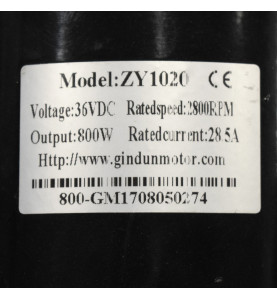 Model:ZY1020 CE
Voltage:36VDC Ratedspeed:2800RPM
Output:800W Ratedcurrent:28.5A
Http://www.gindunmotor.com
800-GM1708050274